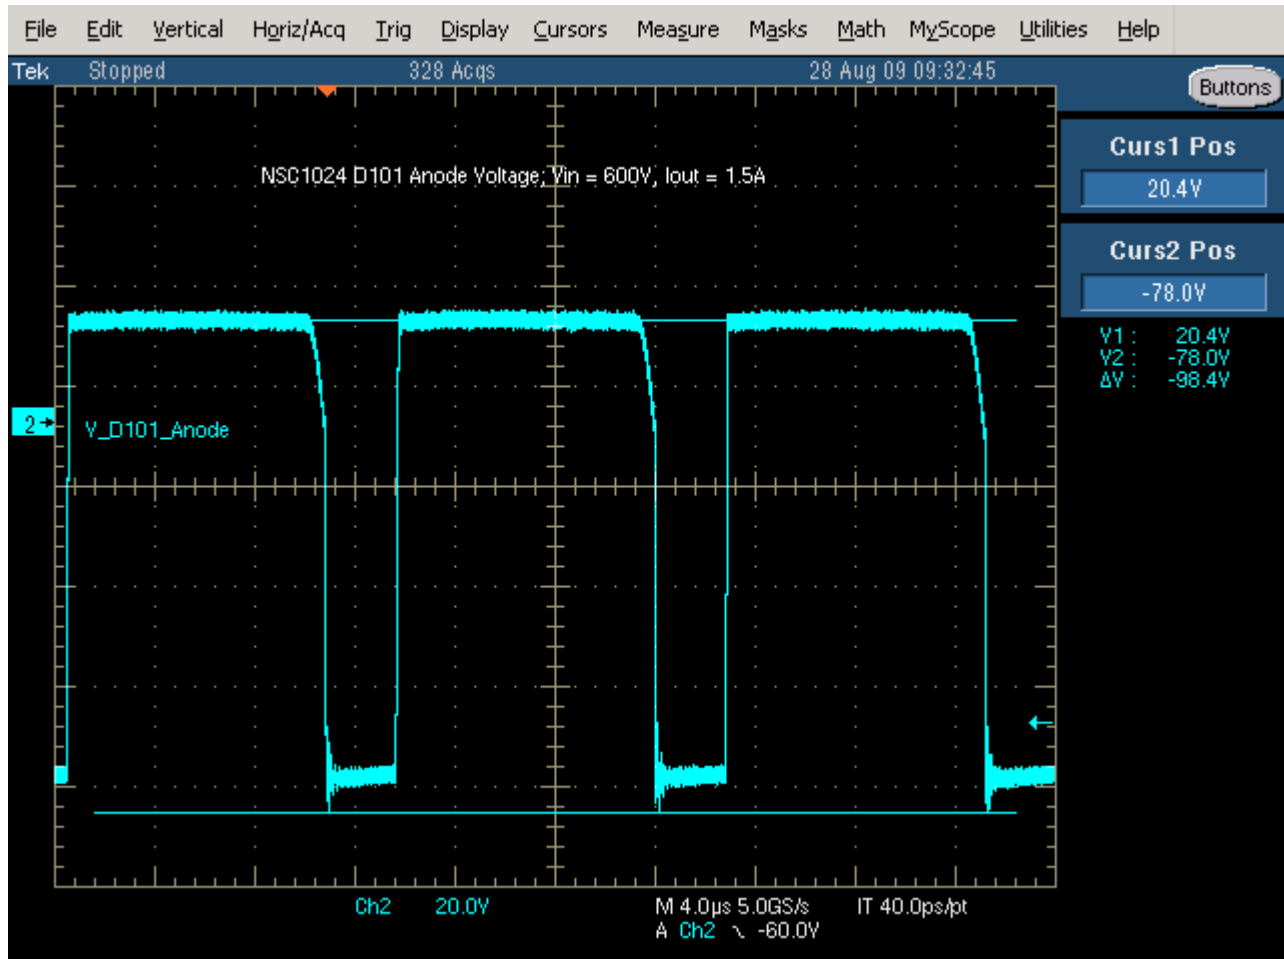 File Edit Vertical Horiz/Acq Trig Display Cursors Measure Masks Math MyScope Utilities Help
Tek Stopped 328 Acqs 28 Aug 09 09:32:45
Buttons
Curs1 Pos
20.4V
Curs2 Pos
-78.0V
V1 : 20.4V
V2 : -78.0V
ΔV : -98.4V
NSC1024 D101 Anode Voltage; Vin = 600V, Iout = 1.5A
2
V_D101_Anode
Ch2 20.0V M 4.0µs 5.0GS/s IT 40.0ps/pt
A Ch2 -60.0V